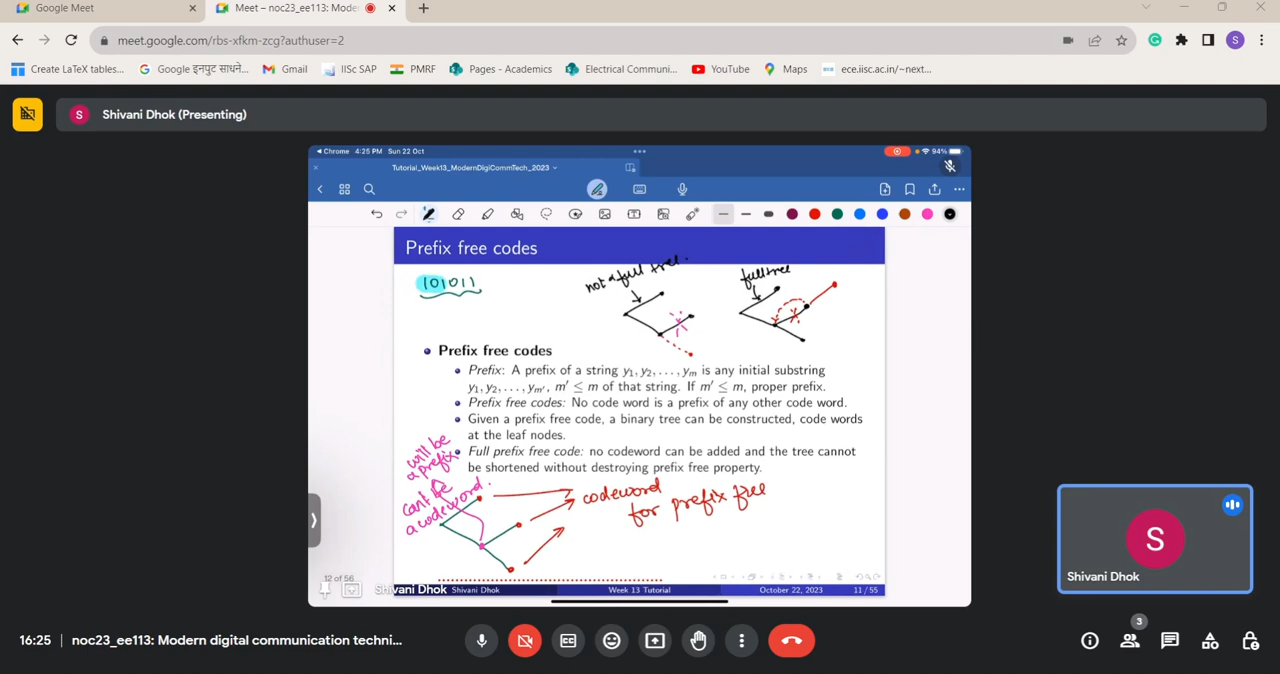 Google Meet
Meet – noc23_ee113: Mode
meet.google.com/rbs-xfkm-zcg?authuser=2
Create LaTeX tables... Google इनपुट साधने... Gmail IISc SAP PMRF Pages - Academics Electrical Communi... YouTube Maps ece.iisc.ac.in/~next...
S Shivani Dhok (Presenting)
Chrome 4:25 PM Sun 22 Oct 94%
Tutorial_Week13_ModernDigiCommTech_2023
Prefix free codes
101011
not a full tree.
full tree
Prefix free codes
Prefix: A prefix of a string y1, y2, . . . , ym is any initial substring
y1, y2, . . . , ym′, m′ ≤ m of that string. If m′ ≤ m, proper prefix.
Prefix free codes: No code word is a prefix of any other code word.
Given a prefix free code, a binary tree can be constructed, code words
at the leaf nodes.
Full prefix free code: no codeword can be added and the tree cannot
be shortened without destroying prefix free property.
will be
a prefix
can't be
a codeword.
codeword
for prefix free
12 of 56
Shivani Dhok
Shivani Dhok Week 13 Tutorial October 22, 2023 11 / 55
S
Shivani Dhok
16:25 | noc23_ee113: Modern digital communication techni...
3